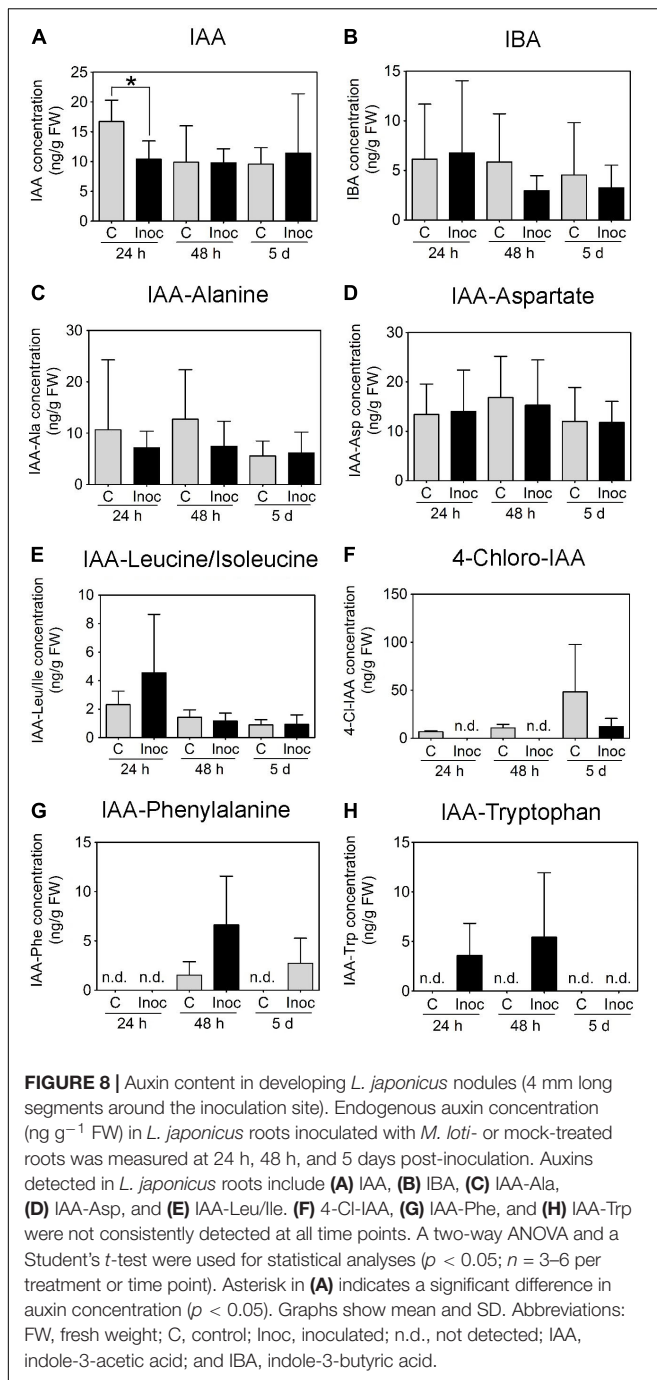 A
IAA
IAA concentration
(ng/g FW)
25
20
15
10
5
0
*
C Inoc C Inoc C Inoc
24 h 48 h 5 d
B
IBA
IBA concentration
(ng/g FW)
15
10
5
0
C Inoc C Inoc C Inoc
24 h 48 h 5 d
C
IAA-Alanine
IAA-Ala concentration
(ng/g FW)
30
20
10
0
C Inoc C Inoc C Inoc
24 h 48 h 5 d
D
IAA-Aspartate
IAA-Asp concentration
(ng/g FW)
30
20
10
0
C Inoc C Inoc C Inoc
24 h 48 h 5 d
E
IAA-Leucine/Isoleucine
IAA-Leu/Ile concentration
(ng/g FW)
10
8
6
4
2
0
C Inoc C Inoc C Inoc
24 h 48 h 5 d
F
4-Chloro-IAA
4-Cl-IAA concentration
(ng/g FW)
150
100
50
0
n.d. n.d.
C Inoc C Inoc C Inoc
24 h 48 h 5 d
G
IAA-Phenylalanine
IAA-Phe concentration
(ng/g FW)
15
10
5
0
n.d. n.d. n.d.
C Inoc C Inoc C Inoc
24 h 48 h 5 d
H
IAA-Tryptophan
IAA-Trp concentration
(ng/g FW)
15
10
5
0
n.d. n.d. n.d. n.d.
C Inoc C Inoc C Inoc
24 h 48 h 5 d
FIGURE 8 | Auxin content in developing L. japonicus nodules (4 mm long
segments around the inoculation site). Endogenous auxin concentration
(ng g−1 FW) in L. japonicus roots inoculated with M. loti- or mock-treated
roots was measured at 24 h, 48 h, and 5 days post-inoculation. Auxins
detected in L. japonicus roots include (A) IAA, (B) IBA, (C) IAA-Ala,
(D) IAA-Asp, and (E) IAA-Leu/Ile. (F) 4-Cl-IAA, (G) IAA-Phe, and (H) IAA-Trp
were not consistently detected at all time points. A two-way ANOVA and a
Student's t-test were used for statistical analyses (p < 0.05; n = 3–6 per
treatment or time point). Asterisk in (A) indicates a significant difference in
auxin concentration (p < 0.05). Graphs show mean and SD. Abbreviations:
FW, fresh weight; C, control; Inoc, inoculated; n.d., not detected; IAA,
indole-3-acetic acid; and IBA, indole-3-butyric acid.